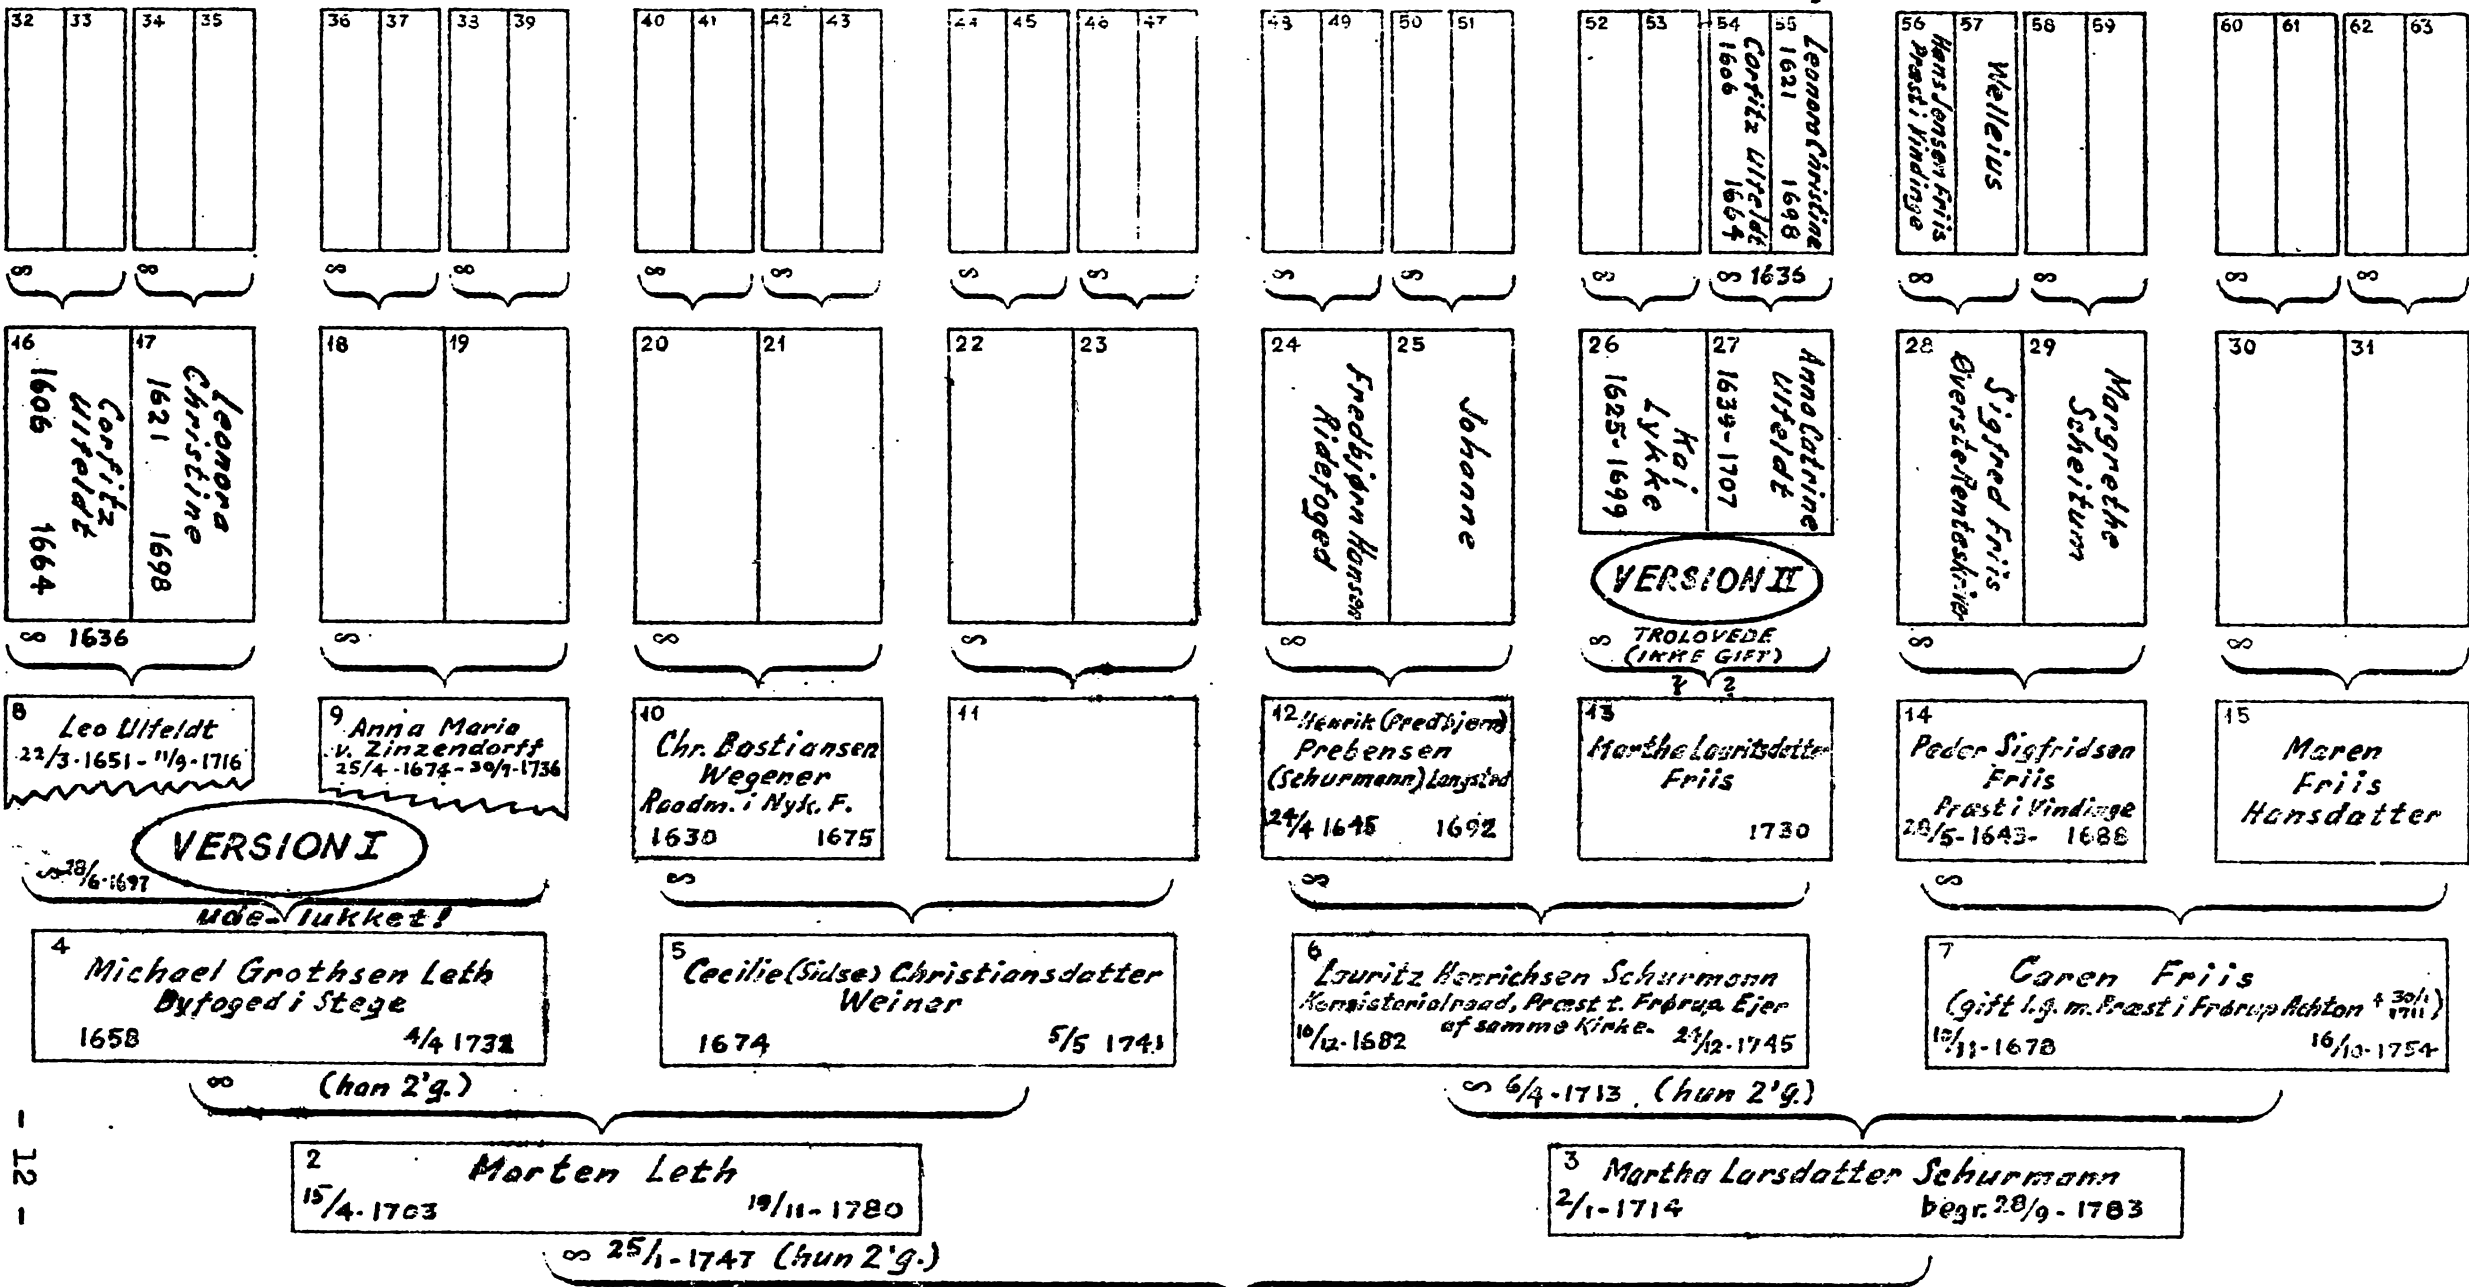 32 33 34 35 36 37 38 39 40 41 42 43 44 45 46 47 48 49 50 51 52 53 54 55 56 57 58 59 60 61 62 63
Corfitz Ulfeldt
1606 1664
Leonora Christine
1621 1698
Hans Jensen Friis
Præst i Vindinge
Welleius
∞ ∞ ∞ ∞ ∞ ∞ ∞ ∞ ∞ ∞ ∞ ∞ 1636 ∞ ∞ ∞ ∞
16
Corfitz
Ulfeldt
1606 1664
17
Leonora
Christine
1621 1698
18 19 20 21 22 23
24
Fredbjørn Hansen
Ridefoged
25
Johanne
26
Kai
Lykke
1625-1699
27
Anna Catrine
Ulfeldt
1639-1707
28
Sigfred Friis
Øverste Renteskriver
29
Margrethe
Scheitum
30 31
VERSION II
∞ 1636 ∞ ∞ ∞ ∞ ∞ TROLOVEDE
(IKKE GIFT)
∞ ∞
? ?
8
Leo Ulfeldt
22/3-1651-11/9-1716
9 Anna Maria
v. Zinzendorff
25/4-1674-30/9-1736
10
Chr. Bastiansen
Wegener
Raadm. i Nyk. F.
1630 1675
11
12 Henrik (Predbjørn)
Prebensen
(Schurmann) Langsted
24/4 1645 1692
13
Martha Lauritsdatter
Friis
1730
14
Peder Sigfridsen
Friis
Præst i Vindinge
28/5-1643- 1688
15
Maren
Friis
Hansdatter
VERSION I
∞ 28/6-1697 ∞ ∞ ∞
ude-lukket!
4
Michael Grothsen Leth
Byfoged i Stege
1658 4/4 1732
5
Cecilie (Sidse) Christiansdatter
Weiner
1674 5/5 1741
6
Lauritz Henrichsen Schurmann
Konsistorialraad, Præst t. Frørup. Ejer
af samme Kirke.
10/12-1682 24/12-1745
7
Caren Friis
(gift 1.g. m. Præst i Frørup Achton † 30/1 1711)
1678 16/10-1754
∞ (han 2'g.)
∞ 6/4-1713. (hun 2'g.)
2
Morten Leth
15/4-1703 19/11-1780
3 Martha Larsdatter Schurmann
2/1-1714 begr. 28/9-1783
∞ 25/1-1747 (hun 2'g.)
- 12 -